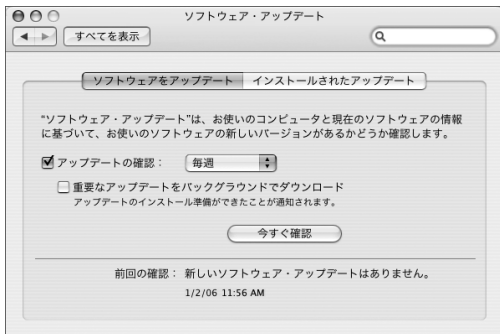 ソフトウェア・アップデート
すべてを表示
ソフトウェアをアップデート インストールされたアップデート
“ソフトウェア・アップデート”は、お使いのコンピュータと現在のソフトウェアの情報
に基づいて、お使いのソフトウェアの新しいバージョンがあるかどうか確認します。
アップデートの確認： 毎週
重要なアップデートをバックグラウンドでダウンロード
アップデートのインストール準備ができたことが通知されます。
今すぐ確認
前回の確認： 新しいソフトウェア・アップデートはありません。
1/2/06 11:56 AM